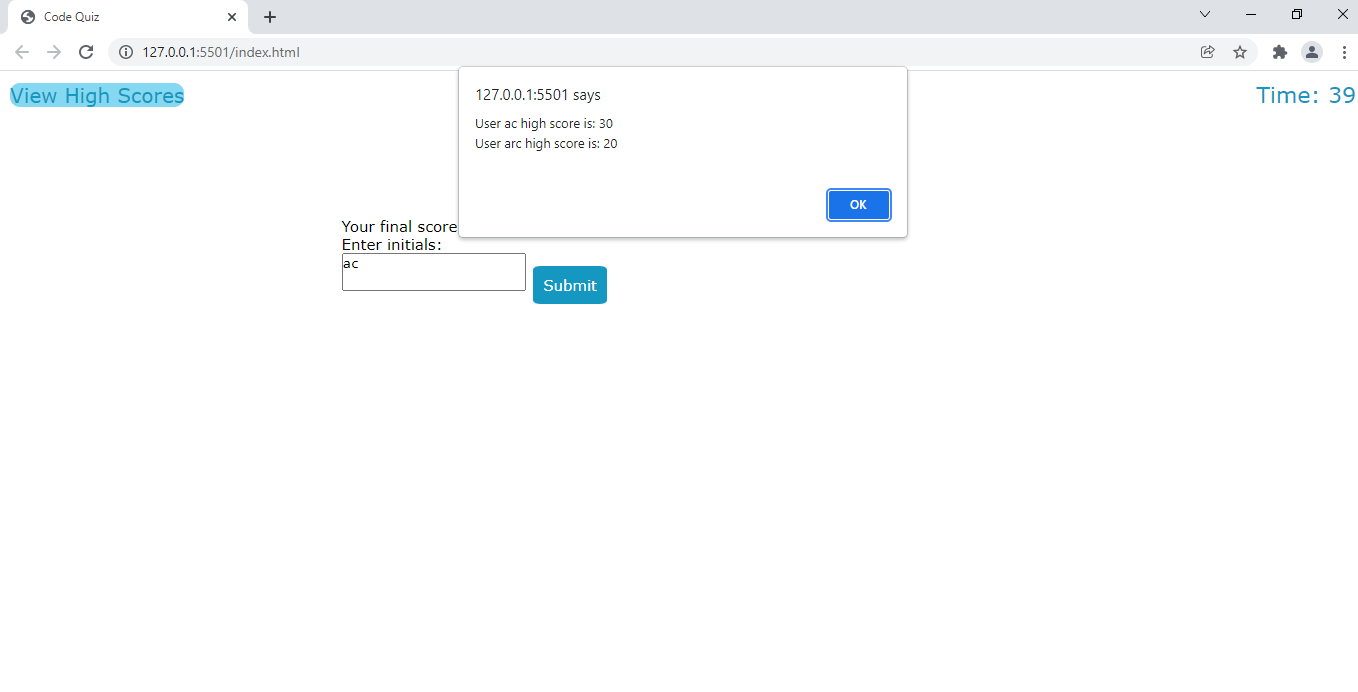 Code Quiz
127.0.0.1:5501/index.html
View High Scores
Time: 39
127.0.0.1:5501 says
User ac high score is: 30
User arc high score is: 20
OK
Your final score
Enter initials:
ac
Submit